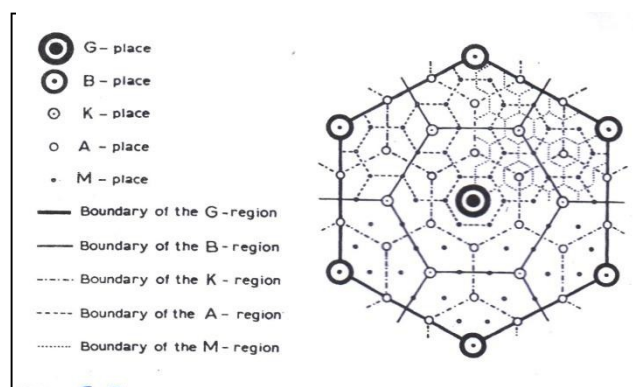 G - place
B - place
K - place
A - place
M - place
Boundary of the G-region
Boundary of the B-region
Boundary of the K - region
Boundary of the A - region
Boundary of the M-region